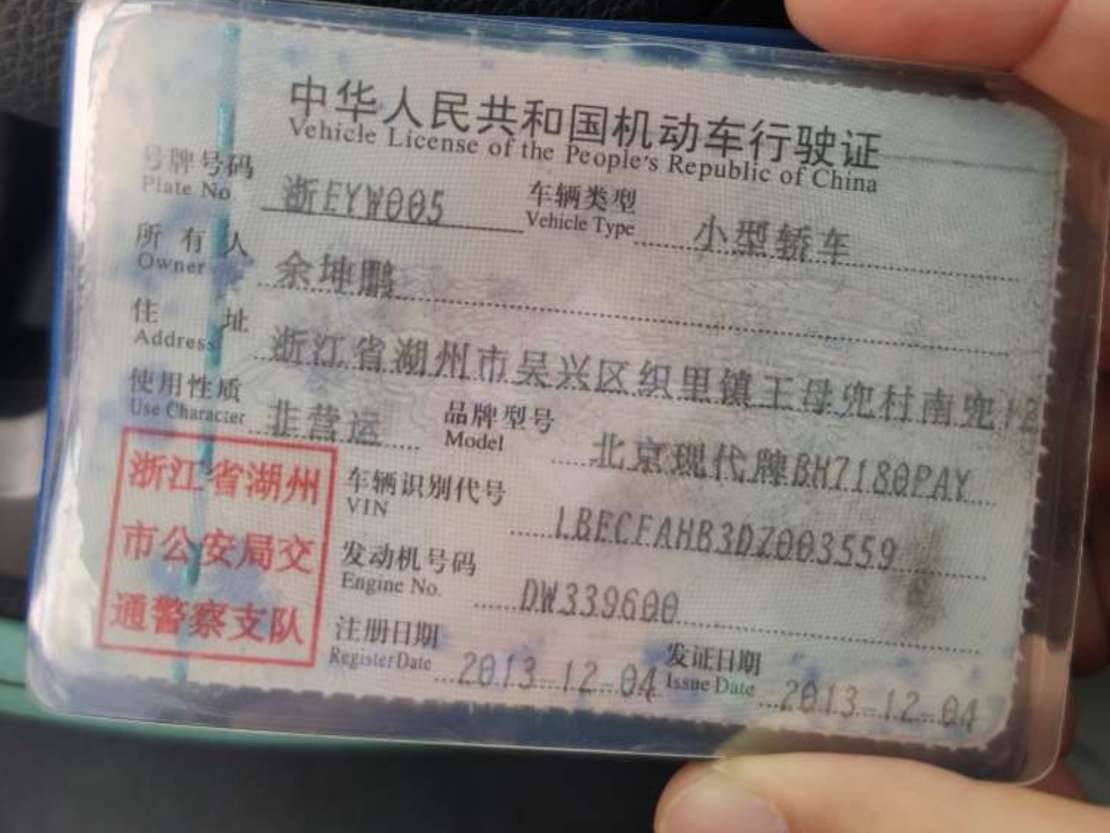 中华人民共和国机动车行驶证
Vehicle License of the People's Republic of China
号牌号码 浙EYW005 车辆类型 小型轿车
Plate No Vehicle Type
所有人 余坤鹏
Owner
住址 浙江省湖州市吴兴区织里镇王母兜村南兜12
Address
使用性质 非营运 品牌型号 北京现代牌BH7180PAY
Use Character Model
浙江省湖州
市公安局交
通警察支队
车辆识别代号 LBECFAHB3DZ003559
VIN
发动机号码 DW339600
Engine No.
注册日期 2013-12-04 发证日期 2013-12-04
Register Date Issue Date